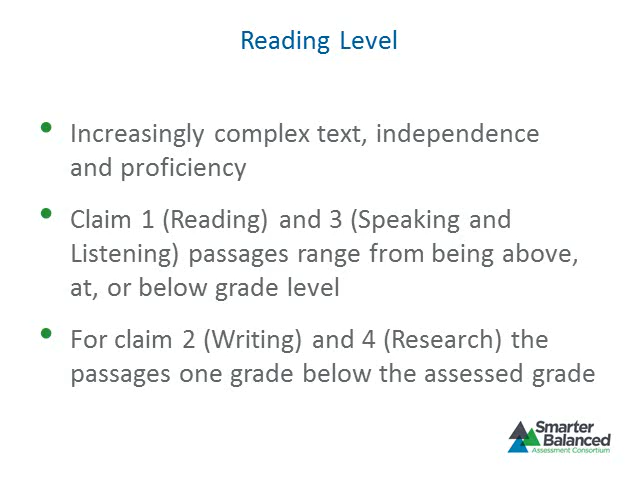 Reading Level
• Increasingly complex text, independence
and proficiency
• Claim 1 (Reading) and 3 (Speaking and
Listening) passages range from being above,
at, or below grade level
• For claim 2 (Writing) and 4 (Research) the
passages one grade below the assessed grade
Smarter
Balanced
Assessment Consortium